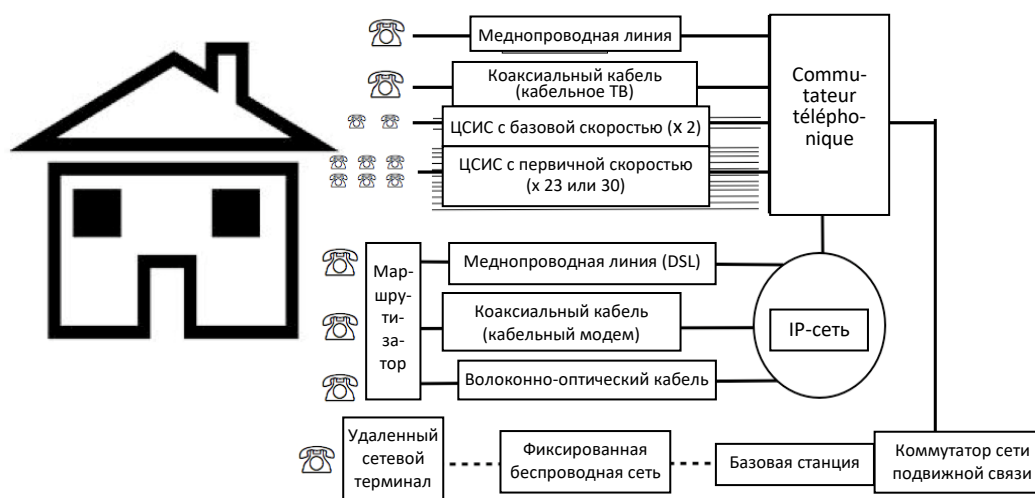 Меднопроводная линия
Коаксиальный кабель
(кабельное ТВ)
ЦСИС с базовой скоростью (x 2)
ЦСИС с первичной скоростью
(x 23 или 30)
Commu-
tateur
télépho-
nique
Мар-
шру-
ти-
за-
тор
Меднопроводная линия (DSL)
Коаксиальный кабель
(кабельный модем)
Волоконно-оптический кабель
IP-сеть
Удаленный
сетевой
терминал
Фиксированная
беспроводная сеть
Базовая станция
Коммутатор сети
подвижной связи